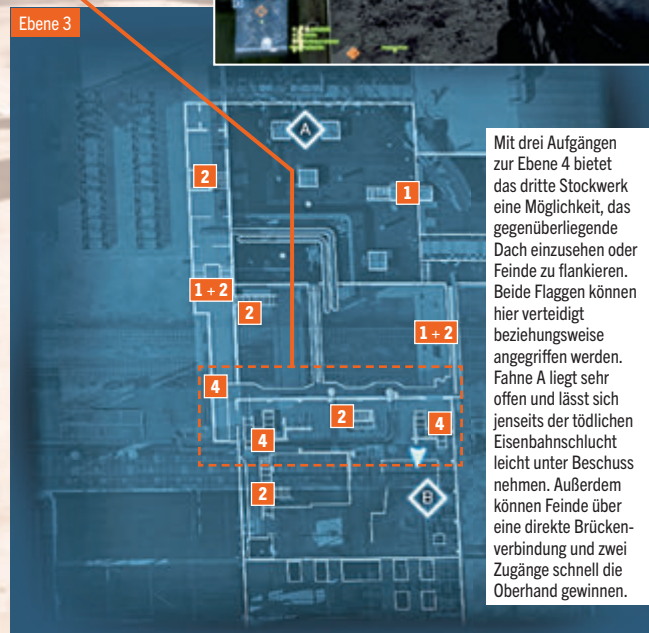 Ebene 3
A
2
1
1 + 2
2
1 + 2
4
2
4
4
2
B
Mit drei Aufgängen
zur Ebene 4 bietet
das dritte Stockwerk
eine Möglichkeit, das
gegenüberliegende
Dach einzusehen oder
Feinde zu flankieren.
Beide Flaggen können
hier verteidigt
beziehungsweise
angegriffen werden.
Fahne A liegt sehr
offen und lässt sich
jenseits der tödlichen
Eisenbahnschlucht
leicht unter Beschuss
nehmen. Außerdem
können Feinde über
eine direkte Brücken-
verbindung und zwei
Zugänge schnell die
Oberhand gewinnen.